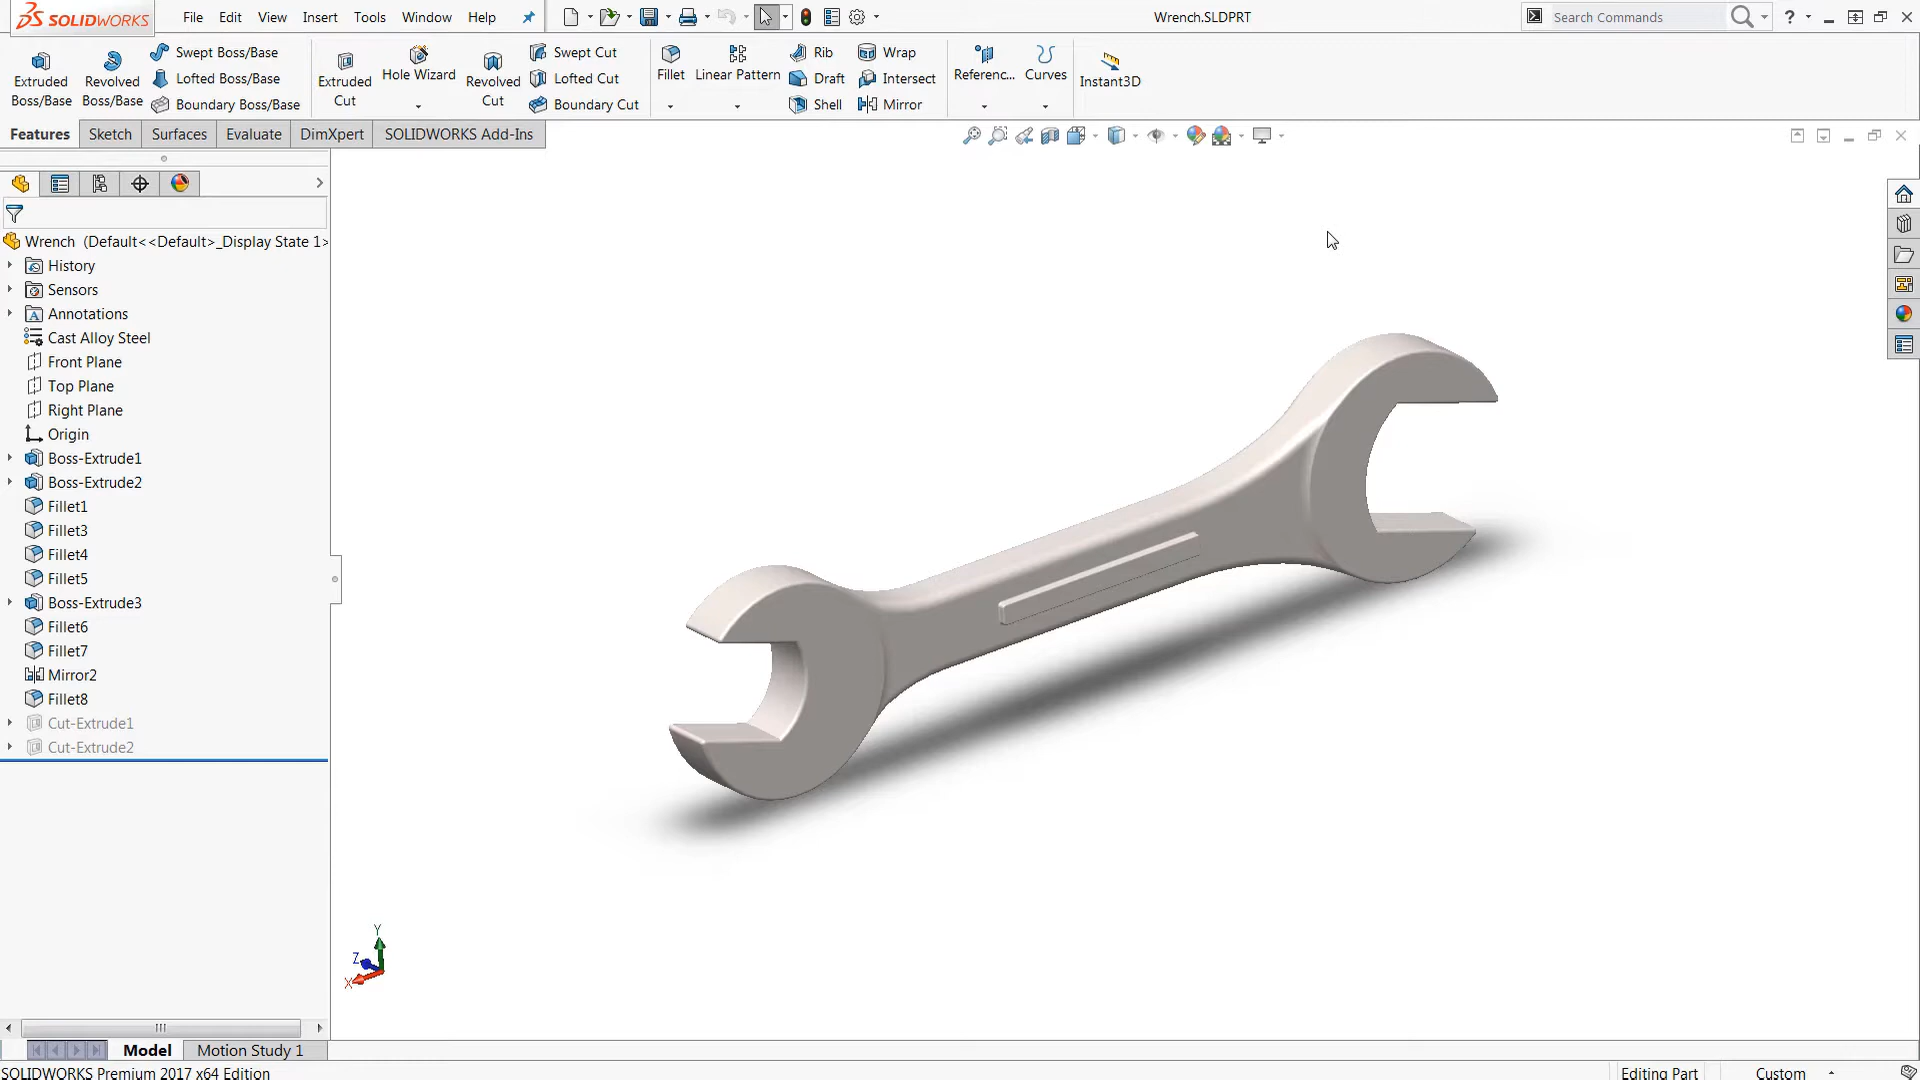 SOLIDWORKS File Edit View Insert Tools Window Help Wrench.SLDPRT Search Commands ?
Extruded Boss/Base
Revolved Boss/Base
Swept Boss/Base
Lofted Boss/Base
Boundary Boss/Base
Extruded Cut
Hole Wizard
Revolved Cut
Swept Cut
Lofted Cut
Boundary Cut
Fillet
Linear Pattern
Rib
Draft
Shell
Wrap
Intersect
Mirror
Referenc...
Curves
Instant3D
Features Sketch Surfaces Evaluate DimXpert SOLIDWORKS Add-Ins
Wrench (Default<<Default>_Display State 1>
History
Sensors
A Annotations
Cast Alloy Steel
Front Plane
Top Plane
Right Plane
Origin
Boss-Extrude1
Boss-Extrude2
Fillet1
Fillet3
Fillet4
Fillet5
Boss-Extrude3
Fillet6
Fillet7
Mirror2
Fillet8
Cut-Extrude1
Cut-Extrude2
Y
Z
X
Model Motion Study 1
SOLIDWORKS Premium 2017 x64 Edition Editing Part Custom